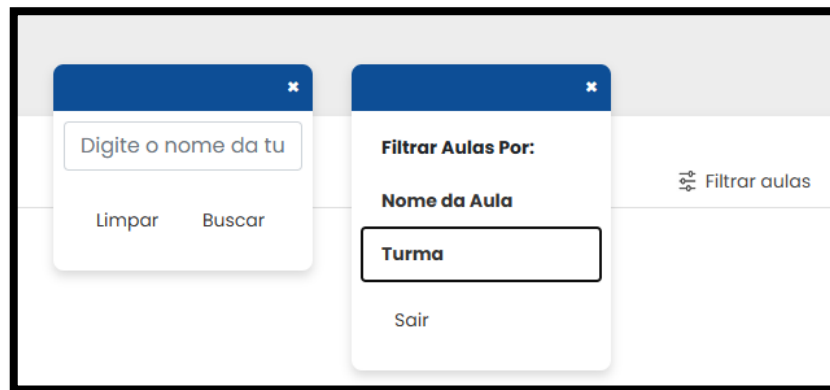 Digite o nome da tu
Limpar Buscar
Filtrar Aulas Por:
Nome da Aula
Turma
Sair
Filtrar aulas